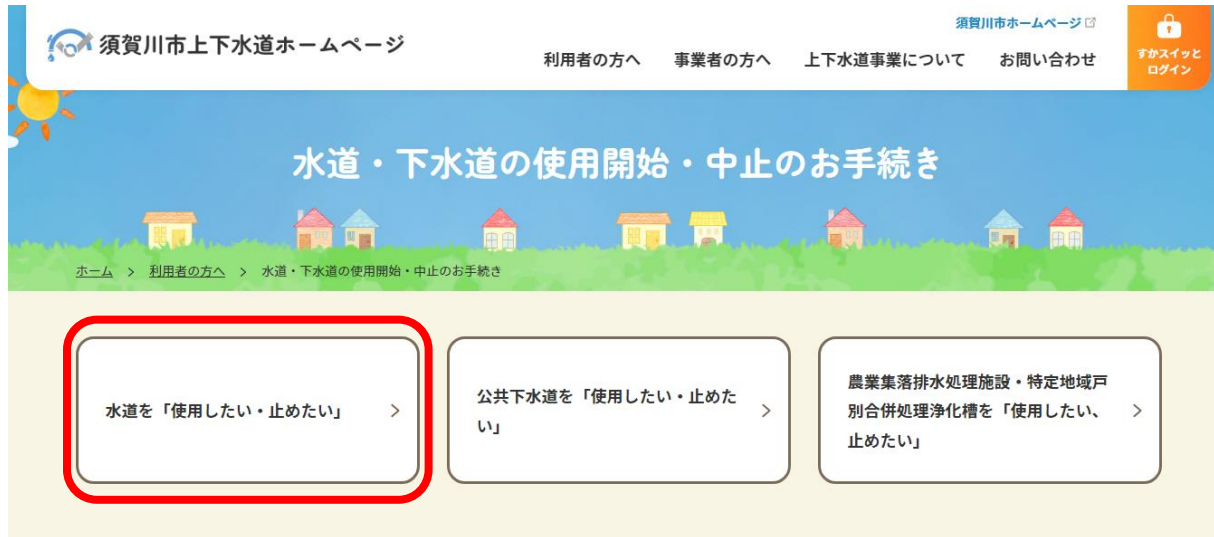 須賀川市上下水道ホームページ
須賀川市ホームページ
利用者の方へ 事業者の方へ 上下水道事業について お問い合わせ
すかスイッと
ログイン
水道・下水道の使用開始・中止のお手続き
ホーム > 利用者の方へ > 水道・下水道の使用開始・中止のお手続き
水道を「使用したい・止めたい」 >
公共下水道を「使用したい・止めた
い」 >
農業集落排水処理施設・特定地域戸
別合併処理浄化槽を「使用したい、 >
止めたい」